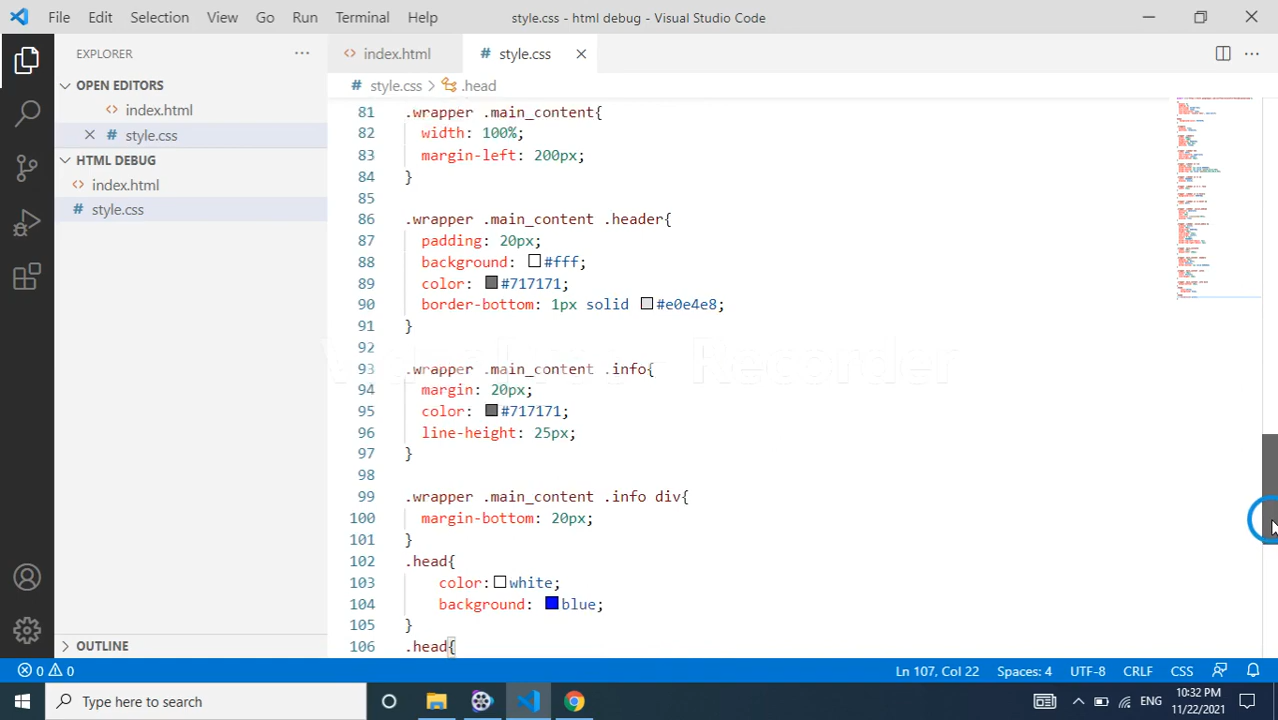 File Edit Selection View Go Run Terminal Help style.css - html debug - Visual Studio Code
EXPLORER
OPEN EDITORS
index.html
style.css
HTML DEBUG
index.html
style.css
OUTLINE
index.html
style.css
style.css > .head
81 .wrapper .main_content{
82 width: 100%;
83 margin-left: 200px;
84 }
85
86 .wrapper .main_content .header{
87 padding: 20px;
88 background: #fff;
89 color: #717171;
90 border-bottom: 1px solid #e0e4e8;
91 }
92
93 .wrapper .main_content .info{
94 margin: 20px;
95 color: #717171;
96 line-height: 25px;
97 }
98
99 .wrapper .main_content .info div{
100 margin-bottom: 20px;
101 }
102 .head{
103 color: white;
104 background: blue;
105 }
106 .head{
Recorder
0 0 Ln 107, Col 22 Spaces: 4 UTF-8 CRLF CSS
Type here to search
ENG
10:32 PM
11/22/2021